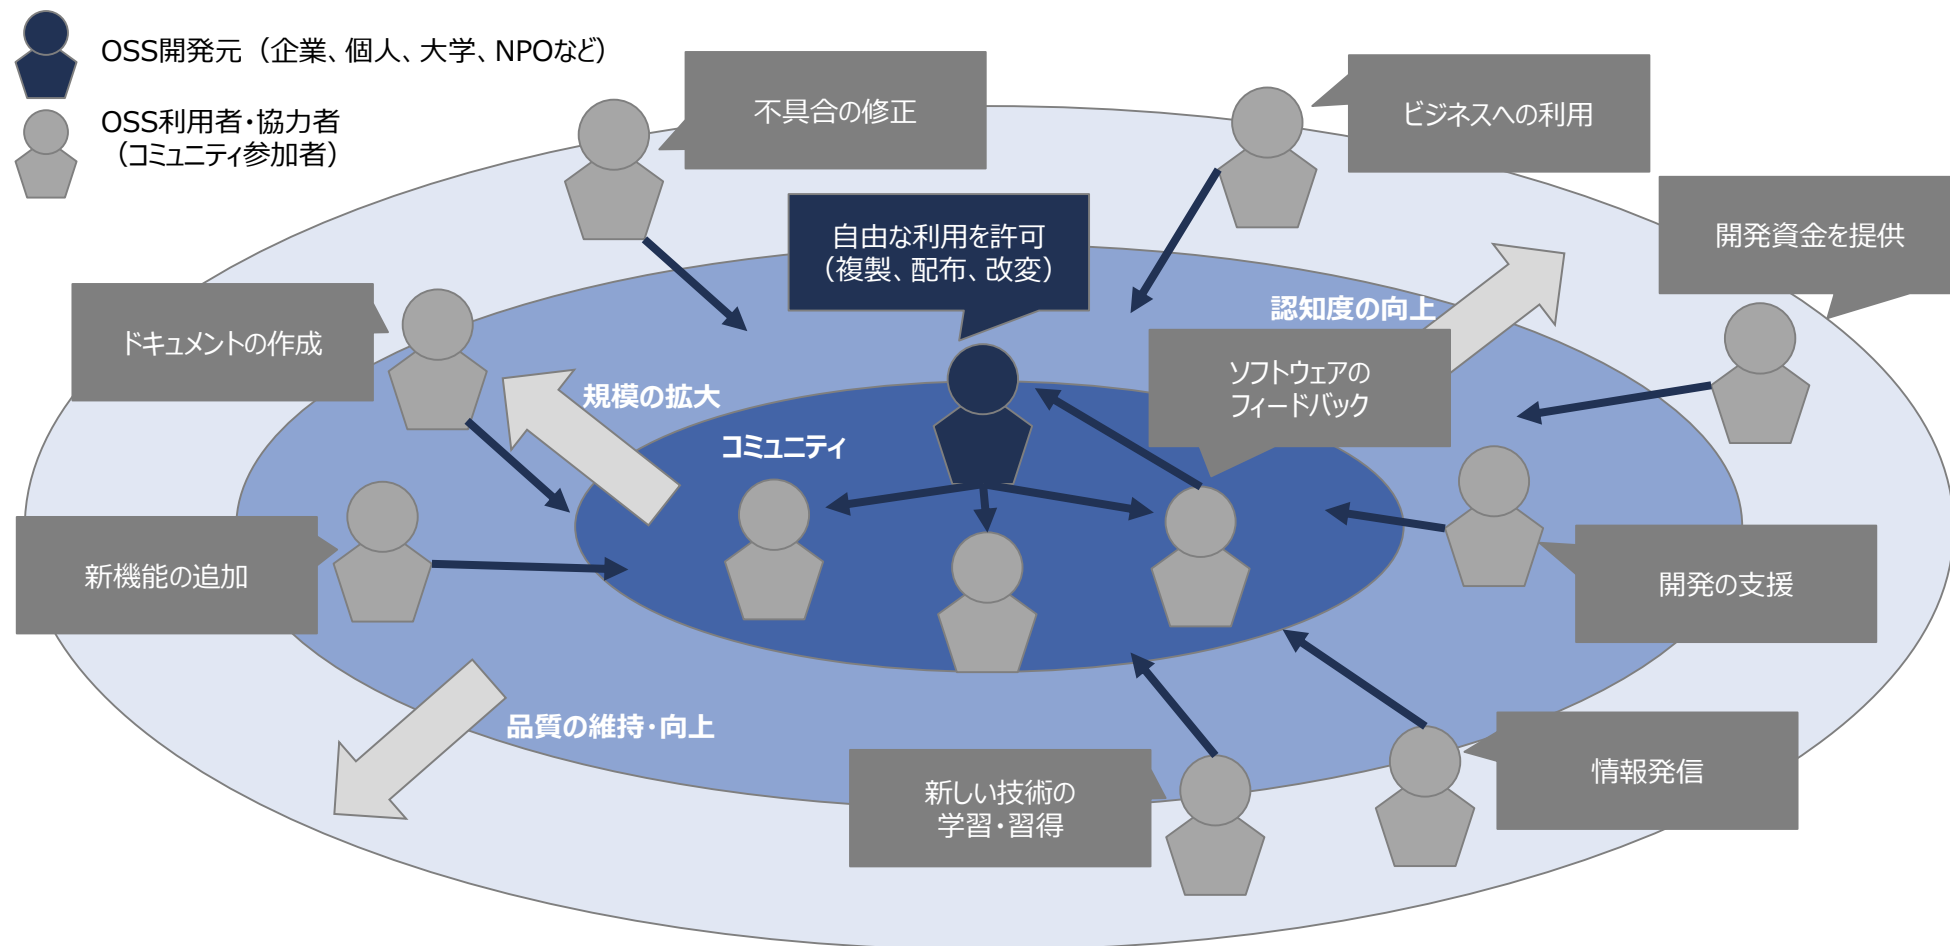 OSS開発元（企業、個人、大学、NPOなど）
OSS利用者・協力者
（コミュニティ参加者）
不具合の修正
ビジネスへの利用
自由な利用を許可
（複製、配布、改変）
開発資金を提供
認知度の向上
ドキュメントの作成
規模の拡大
ソフトウェアの
フィードバック
コミュニティ
新機能の追加
開発の支援
品質の維持・向上
新しい技術の
学習・習得
情報発信